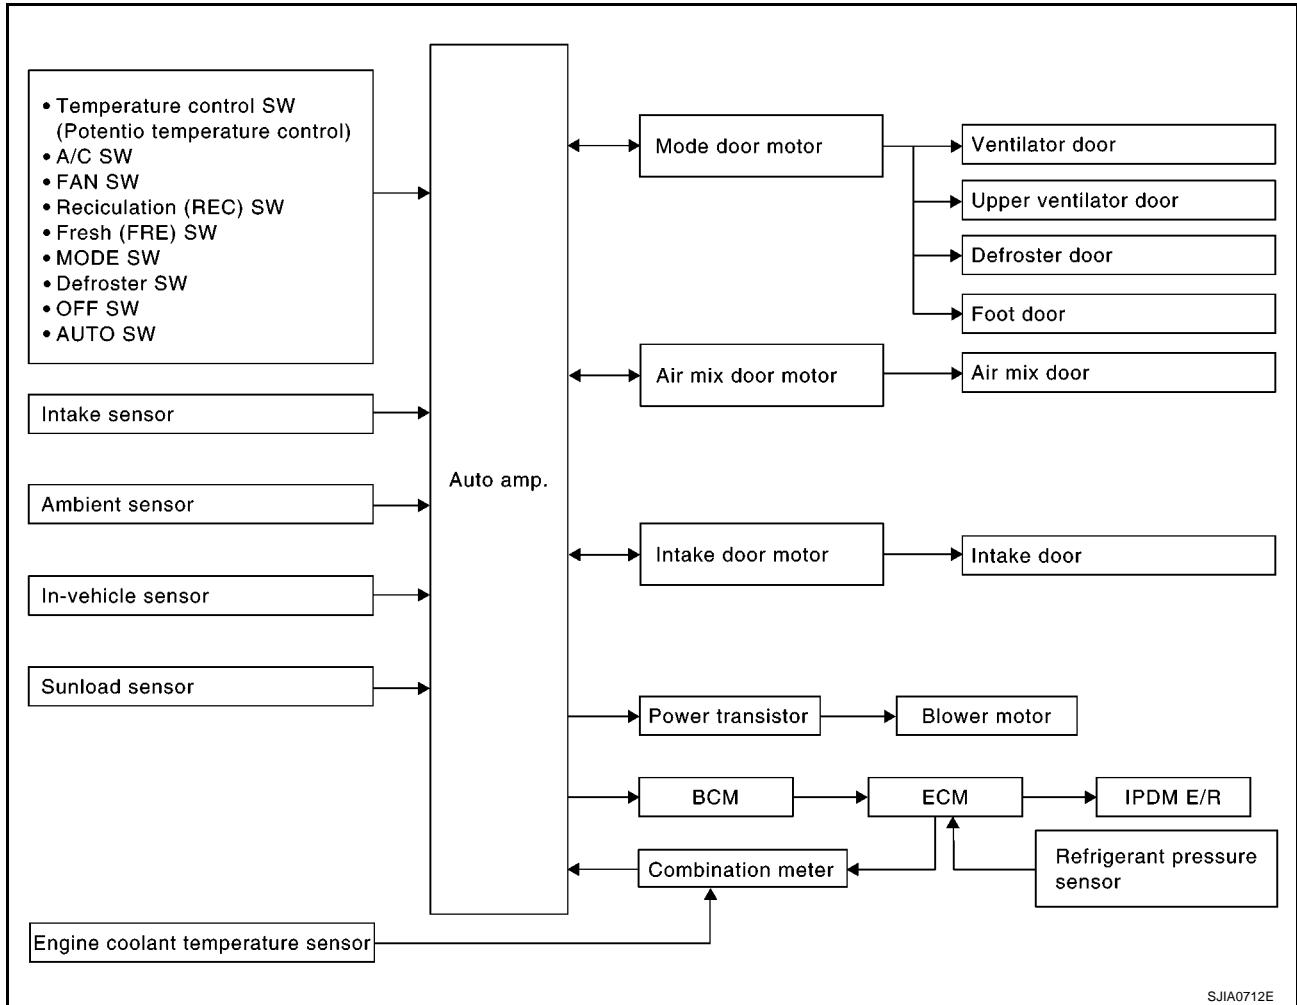 • Temperature control SW
(Potentio temperature control)
• A/C SW
• FAN SW
• Reciculation (REC) SW
• Fresh (FRE) SW
• MODE SW
• Defroster SW
• OFF SW
• AUTO SW
Intake sensor
Ambient sensor
In-vehicle sensor
Sunload sensor
Engine coolant temperature sensor
Auto amp.
Mode door motor
Ventilator door
Upper ventilator door
Defroster door
Foot door
Air mix door motor
Air mix door
Intake door motor
Intake door
Power transistor
Blower motor
BCM
ECM
IPDM E/R
Combination meter
Refrigerant pressure
sensor
SJIA0712E